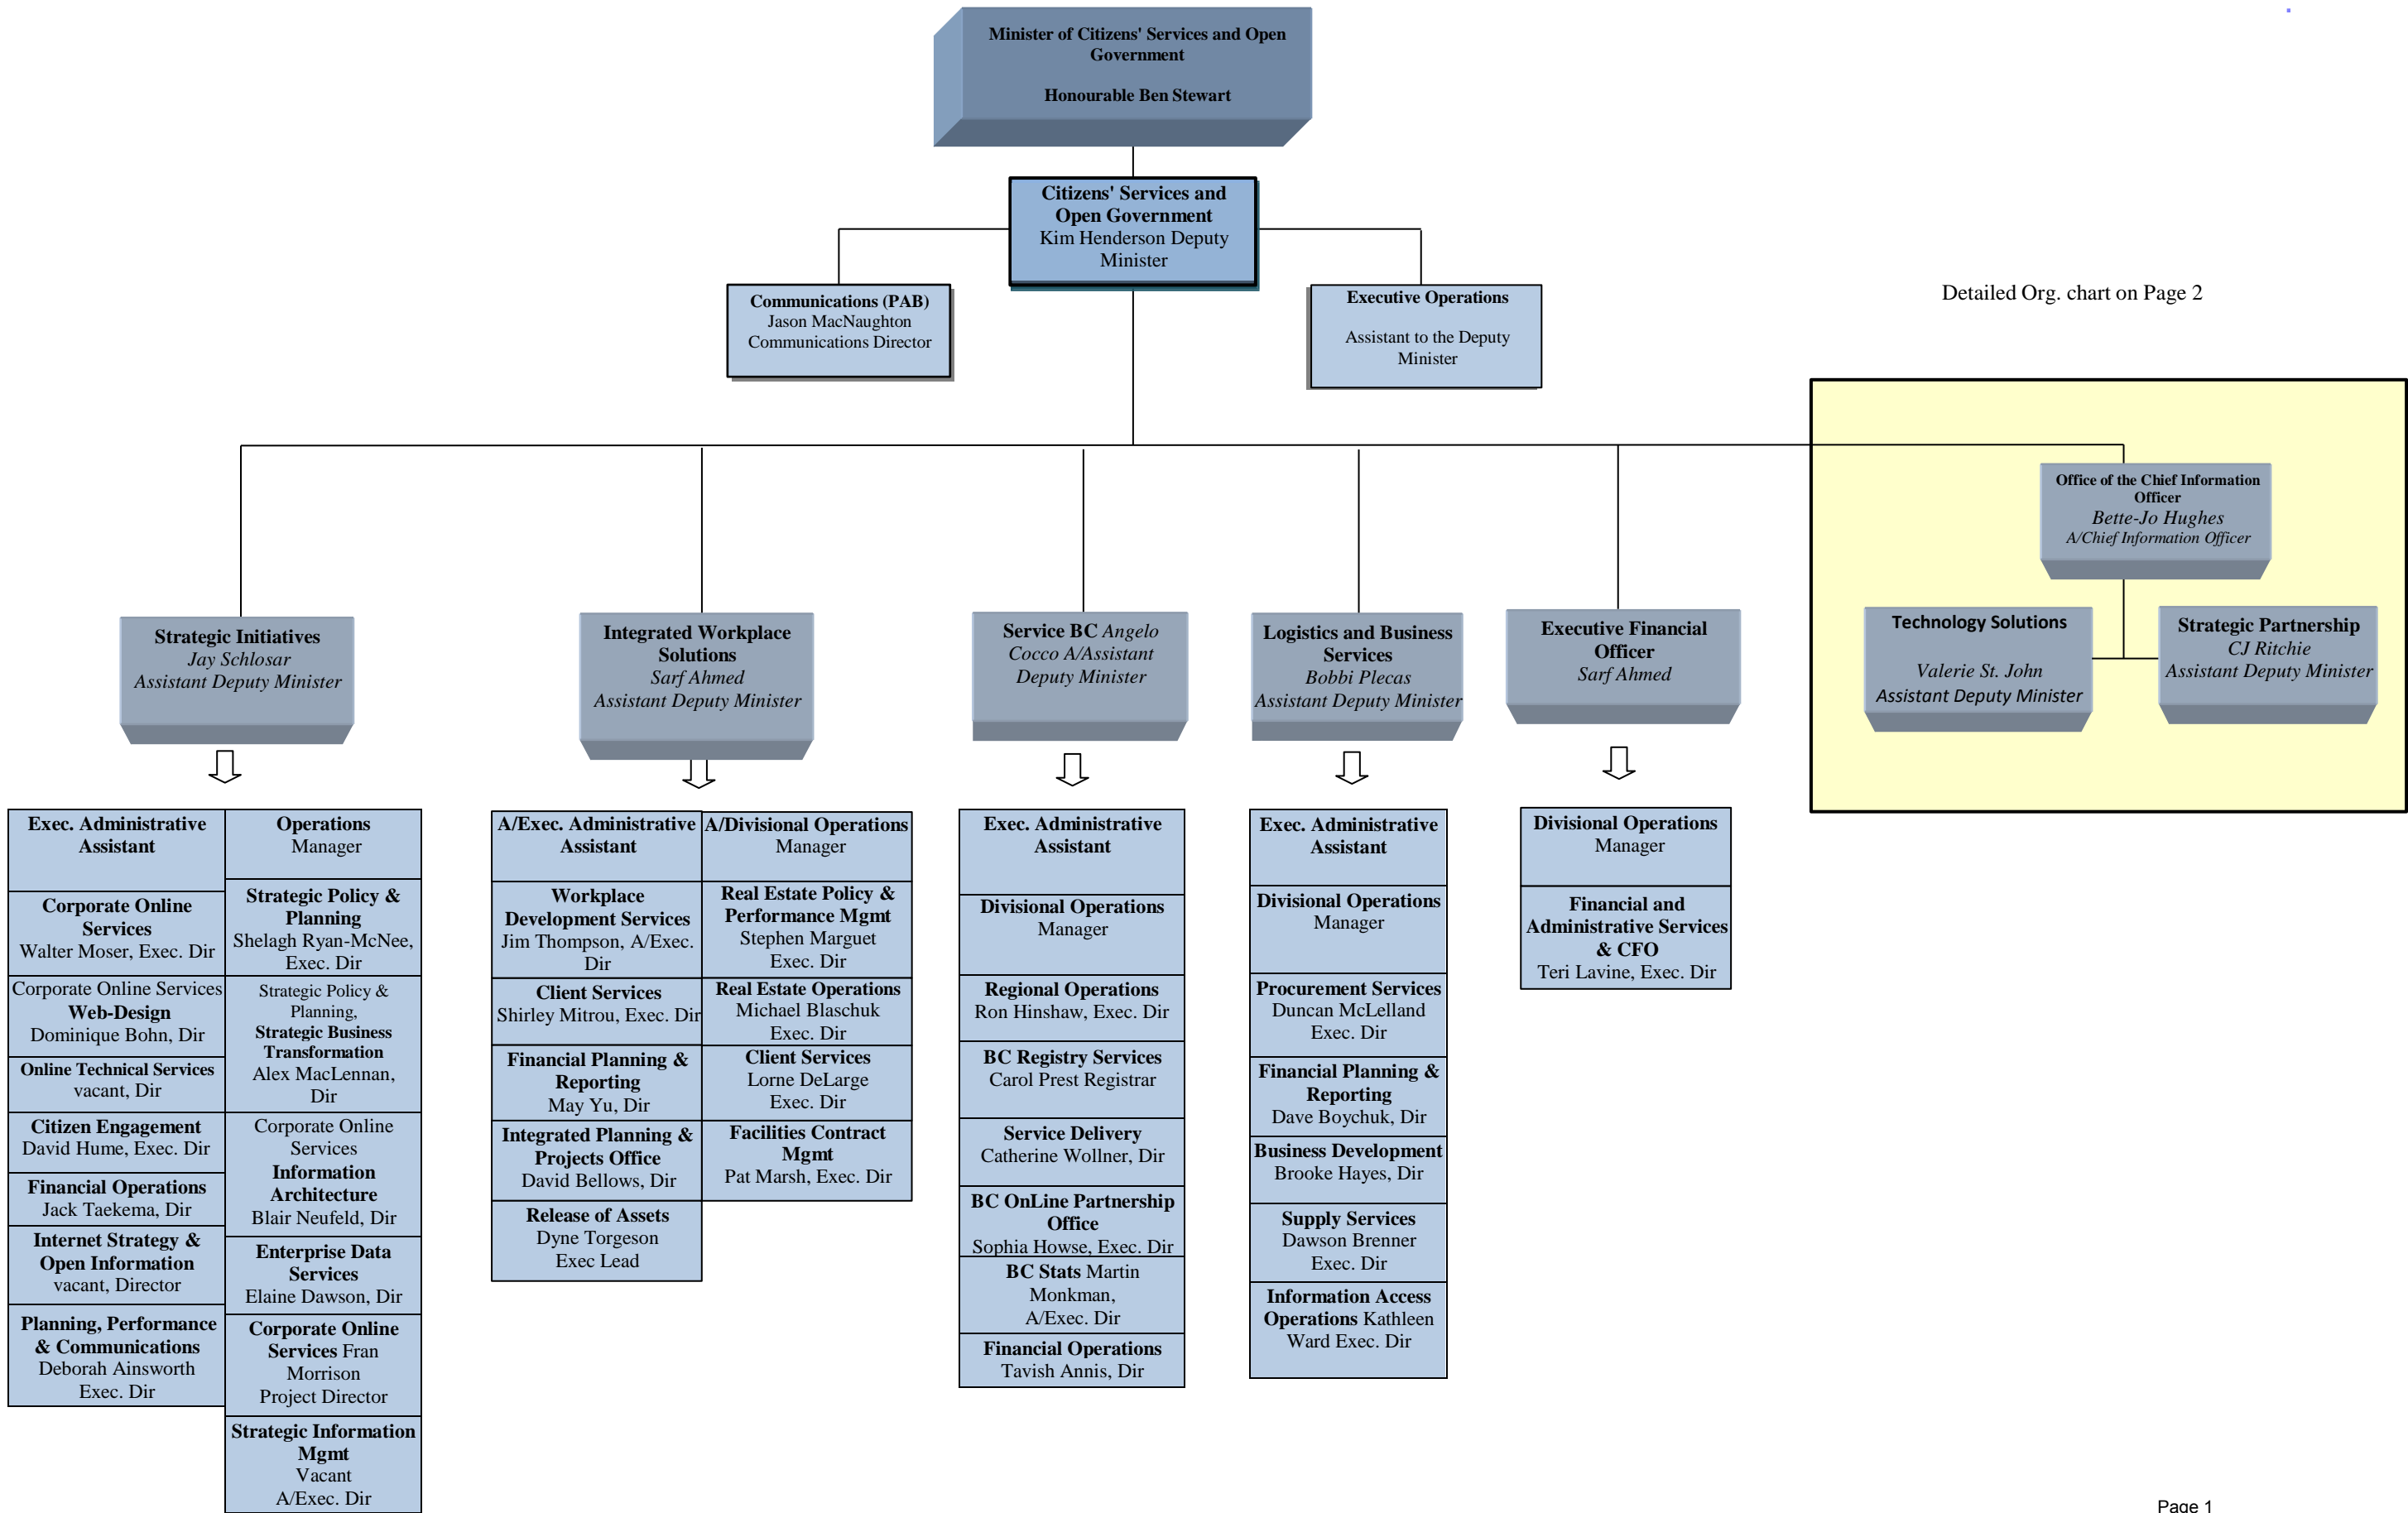 Minister of Citizens' Services and Open
Government
Honourable Ben Stewart
Citizens' Services and
Open Government
Kim Henderson Deputy
Minister
Communications (PAB)
Jason MacNaughton
Communications Director
Executive Operations
Assistant to the Deputy
Minister
Detailed Org. chart on Page 2
Office of the Chief Information
Officer
Bette-Jo Hughes
A/Chief Information Officer
Technology Solutions
Valerie St. John
Assistant Deputy Minister
Strategic Partnership
CJ Ritchie
Assistant Deputy Minister
Strategic Initiatives
Jay Schlosar
Assistant Deputy Minister
Integrated Workplace
Solutions
Sarf Ahmed
Assistant Deputy Minister
Service BC Angelo
Cocco A/Assistant
Deputy Minister
Logistics and Business
Services
Bobbi Plecas
Assistant Deputy Minister
Executive Financial
Officer
Sarf Ahmed
Exec. Administrative
Assistant
Corporate Online
Services
Walter Moser, Exec. Dir
Corporate Online Services
Web-Design
Dominique Bohn, Dir
Online Technical Services
vacant, Dir
Citizen Engagement
David Hume, Exec. Dir
Financial Operations
Jack Taekema, Dir
Internet Strategy &
Open Information
vacant, Director
Planning, Performance
& Communications
Deborah Ainsworth
Exec. Dir
Operations
Manager
Strategic Policy &
Planning
Shelagh Ryan-McNee,
Exec. Dir
Strategic Policy &
Planning,
Strategic Business
Transformation
Alex MacLennan,
Dir
Corporate Online
Services
Information
Architecture
Blair Neufeld, Dir
Enterprise Data
Services
Elaine Dawson, Dir
Corporate Online
Services Fran
Morrison
Project Director
Strategic Information
Mgmt
Vacant
A/Exec. Dir
A/Exec. Administrative
Assistant
Workplace
Development Services
Jim Thompson, A/Exec.
Dir
Client Services
Shirley Mitrou, Exec. Dir
Financial Planning &
Reporting
May Yu, Dir
Integrated Planning &
Projects Office
David Bellows, Dir
Release of Assets
Dyne Torgeson
Exec Lead
A/Divisional Operations
Manager
Real Estate Policy &
Performance Mgmt
Stephen Marguet
Exec. Dir
Real Estate Operations
Michael Blaschuk
Exec. Dir
Client Services
Lorne DeLarge
Exec. Dir
Facilities Contract
Mgmt
Pat Marsh, Exec. Dir
Exec. Administrative
Assistant
Divisional Operations
Manager
Regional Operations
Ron Hinshaw, Exec. Dir
BC Registry Services
Carol Prest Registrar
Service Delivery
Catherine Wollner, Dir
BC OnLine Partnership
Office
Sophia Howse, Exec. Dir
BC Stats Martin
Monkman,
A/Exec. Dir
Financial Operations
Tavish Annis, Dir
Exec. Administrative
Assistant
Divisional Operations
Manager
Procurement Services
Duncan McLelland
Exec. Dir
Financial Planning &
Reporting
Dave Boychuk, Dir
Business Development
Brooke Hayes, Dir
Supply Services
Dawson Brenner
Exec. Dir
Information Access
Operations Kathleen
Ward Exec. Dir
Divisional Operations
Manager
Financial and
Administrative Services
& CFO
Teri Lavine, Exec. Dir
Page 1